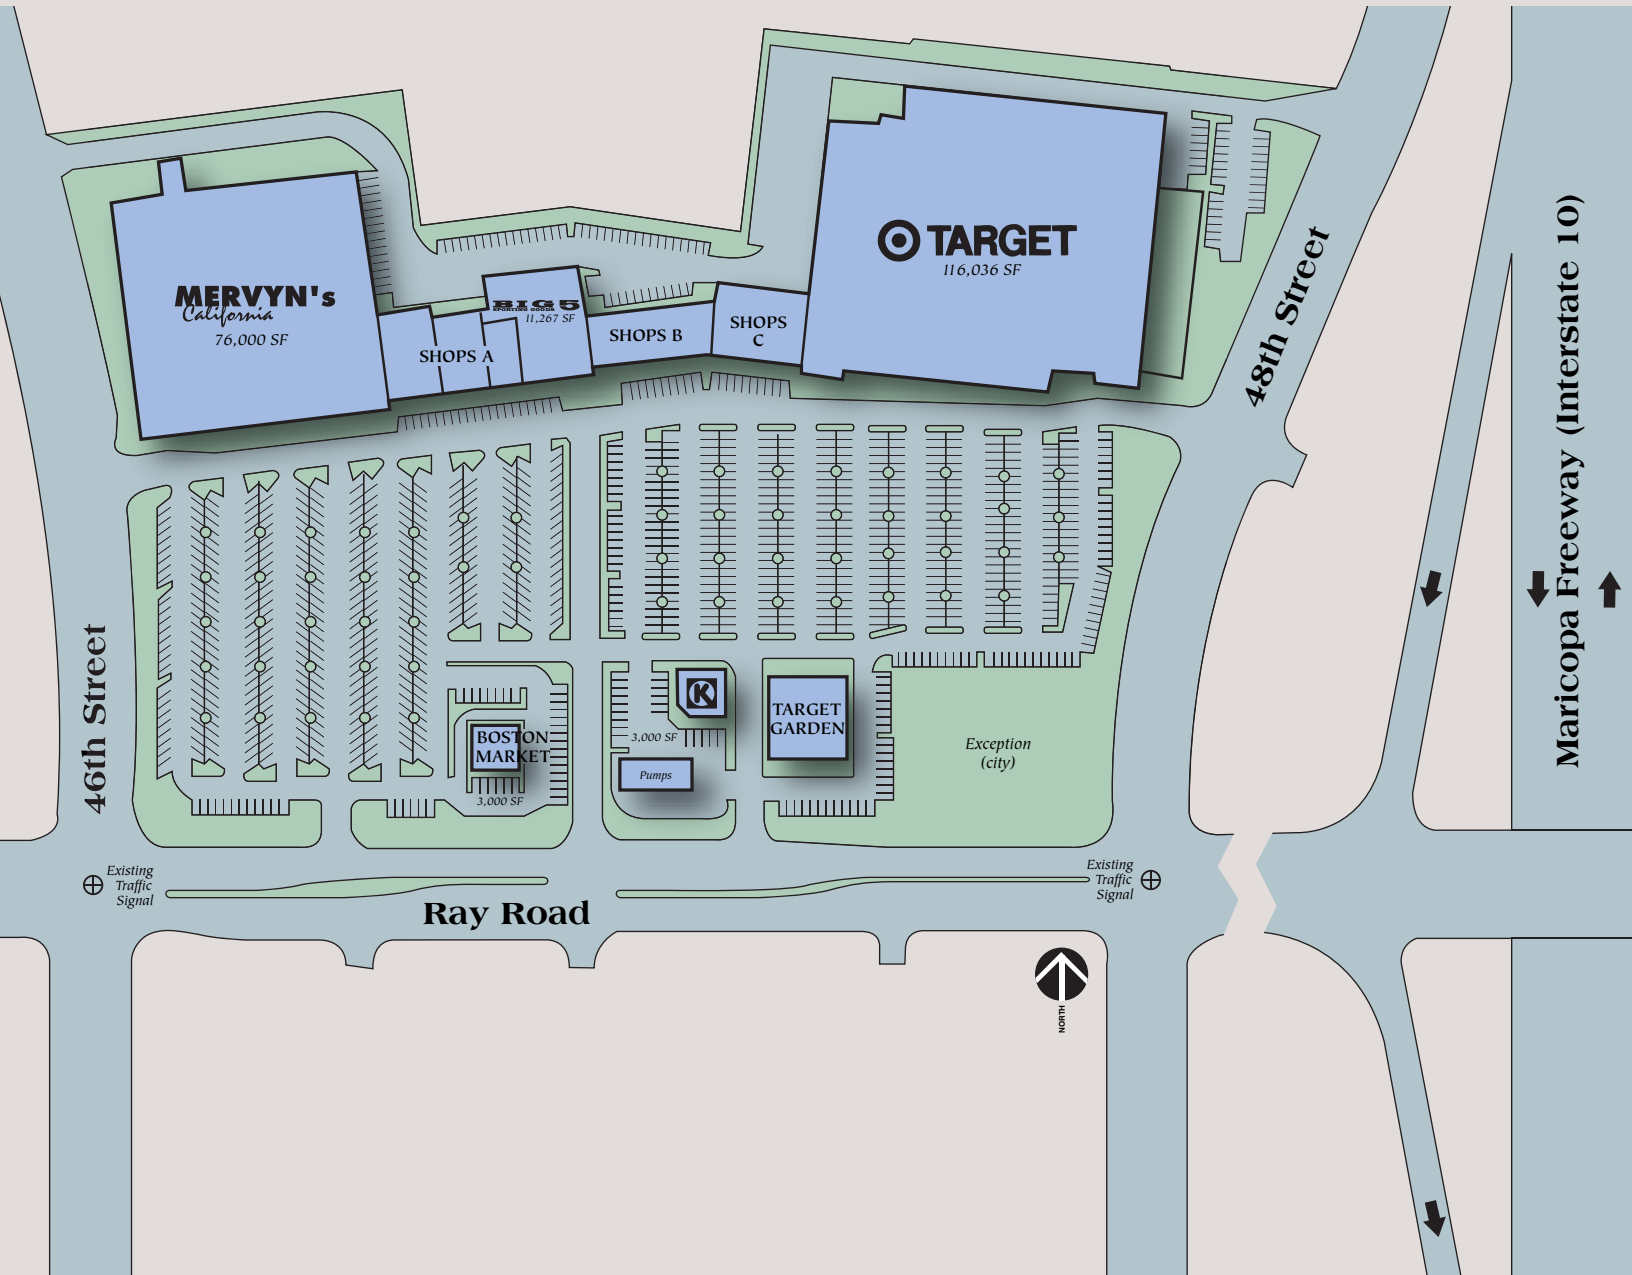 TARGET
116,036 SF
MERVYN's
California
76,000 SF
BIG 5
SPORTING GOODS
11,267 SF
SHOPS A
SHOPS B
SHOPS
C
48th Street
Maricopa Freeway (Interstate 10)
46th Street
BOSTON
MARKET
3,000 SF
K
3,000 SF
Pumps
TARGET
GARDEN
Exception
(city)
Existing
Traffic
Signal
Existing
Traffic
Signal
Ray Road
NORTH